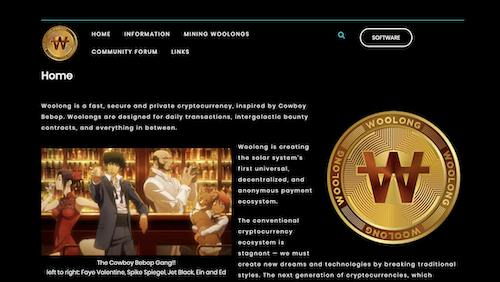 HOME INFORMATION MINING WOOLONGS
SOFTWARE
COMMUNITY FORUM LINKS
Home
Woolong is a fast, secure and private cryptocurrency, inspired by Cowboy
Bebop. Woolongs are designed for daily transactions, intergalactic bounty
contracts, and everything in between.
WOOLONG
WOOLONG
WOOLONG
WOOLONG
W
Woolong is creating
the solar system's
first universal,
decentralized, and
anonymous payment
ecosystem.
The Cowboy Bebop Gang!!
left to right: Faye Valentine, Spike Spiegel, Jet Black, Ein and Ed
The conventional
cryptocurrency
ecosystem is
stagnant — we must
create new dreams and technologies by breaking traditional
styles. The next generation of cryptocurrencies, which